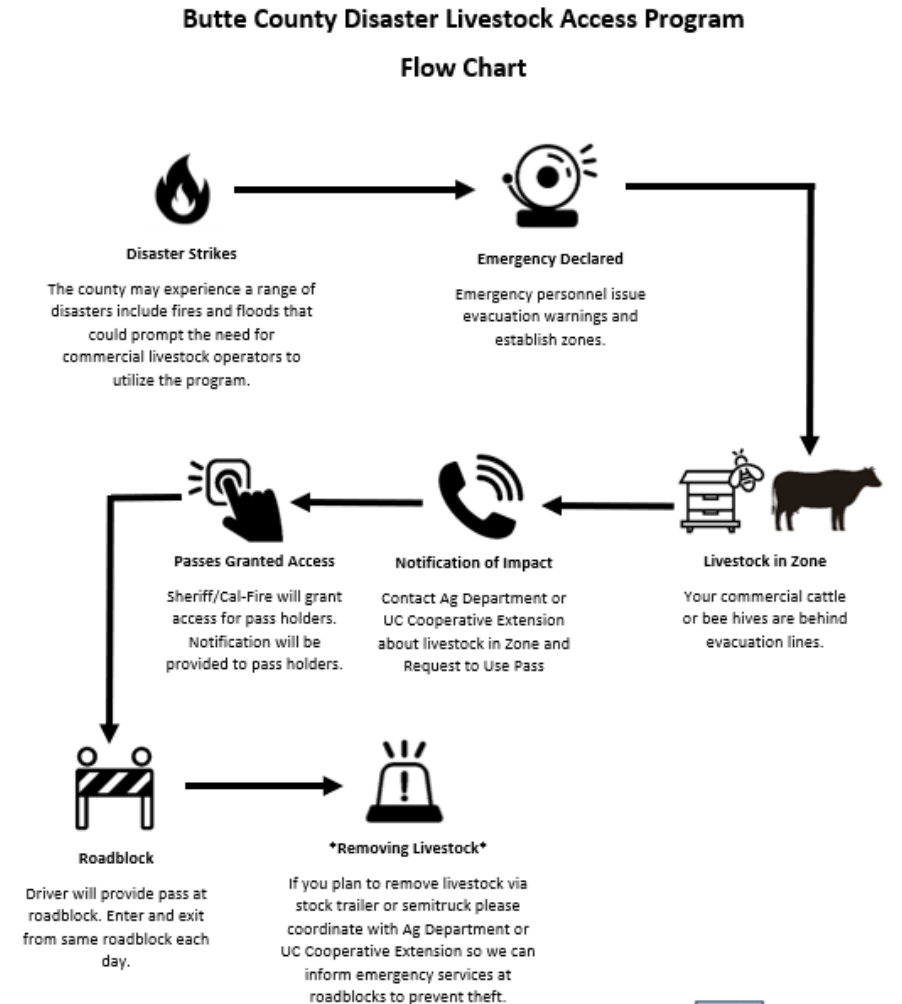 Butte County Disaster Livestock Access Program
Flow Chart
Disaster Strikes
The county may experience a range of
disasters include fires and floods that
could prompt the need for
commercial livestock operators to
utilize the program.
Emergency Declared
Emergency personnel issue
evacuation warnings and
establish zones.
Livestock in Zone
Your commercial cattle
or bee hives are behind
evacuation lines.
Notification of Impact
Contact Ag Department or
UC Cooperative Extension
about livestock in Zone and
Request to Use Pass
Passes Granted Access
Sheriff/Cal-Fire will grant
access for pass holders.
Notification will be
provided to pass holders.
Roadblock
Driver will provide pass at
roadblock. Enter and exit
from same roadblock each
day.
*Removing Livestock*
If you plan to remove livestock via
stock trailer or semitruck please
coordinate with Ag Department or
UC Cooperative Extension so we can
inform emergency services at
roadblocks to prevent theft.